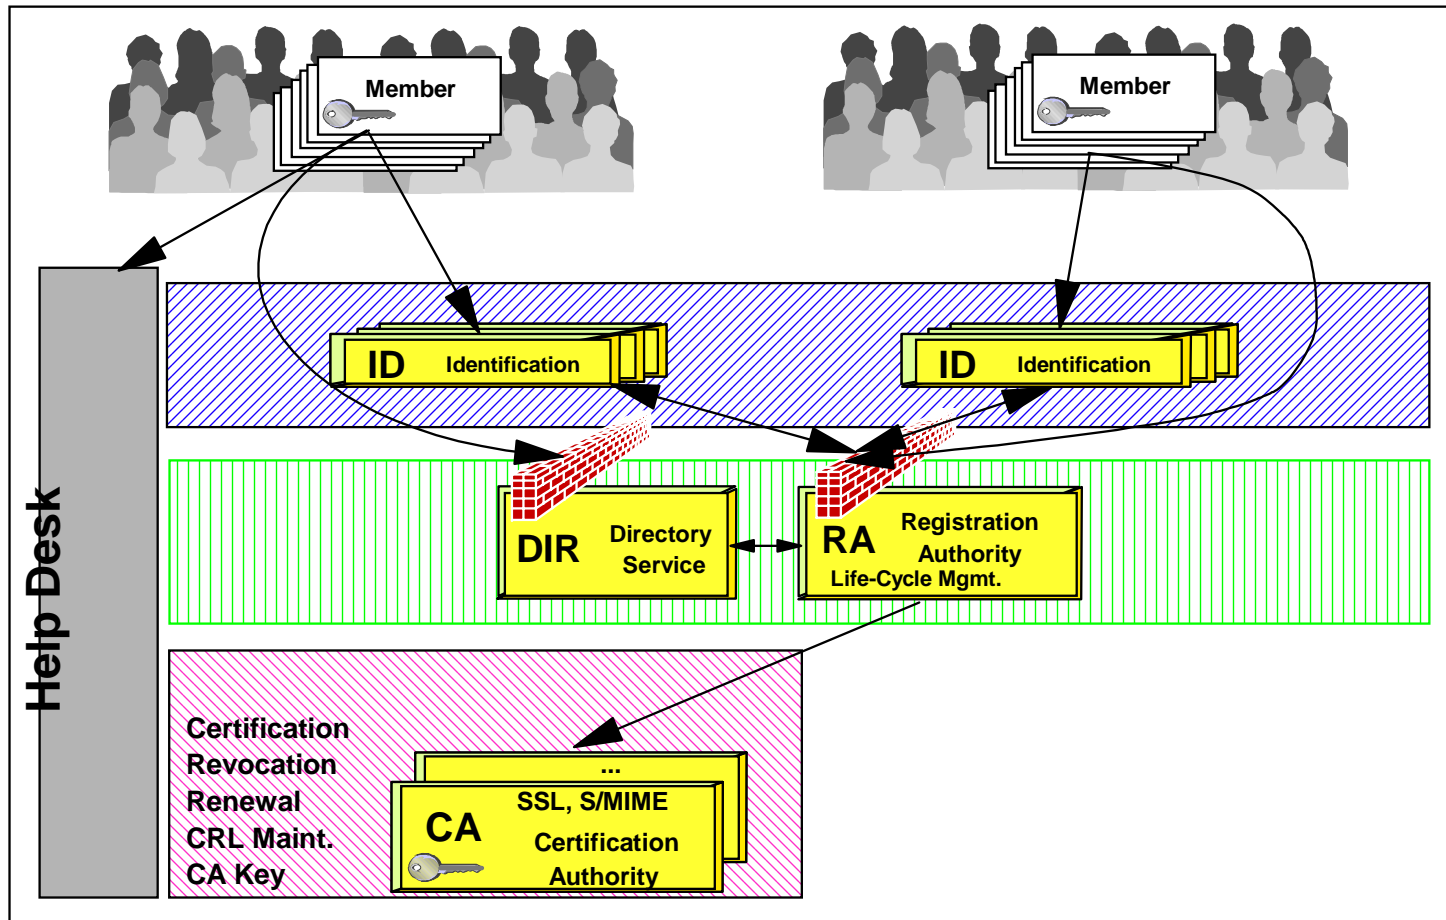 Member
Member
Help Desk
ID Identification
ID Identification
DIR Directory
Service
RA Registration
Authority
Life-Cycle Mgmt.
Certification
Revocation
Renewal
CRL Maint.
CA Key
...
SSL, S/MIME
CA Certification
Authority